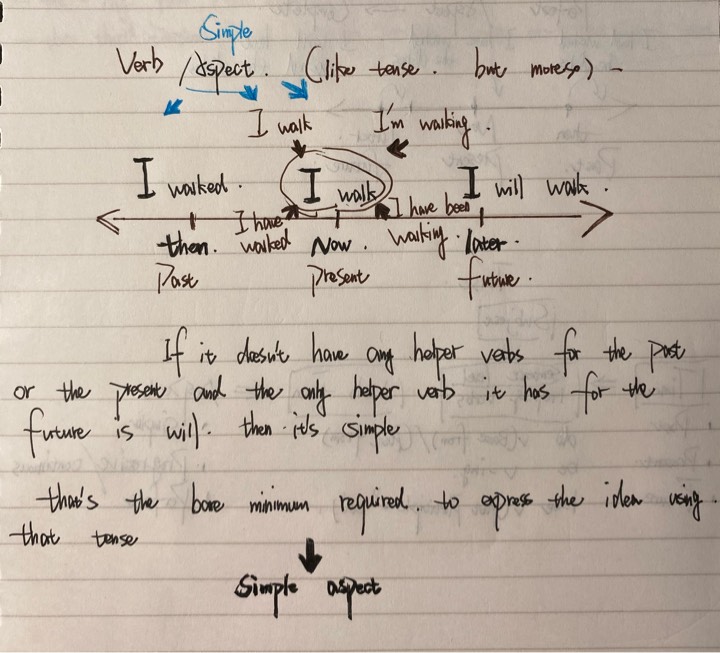 Simple
Verb /Aspect. (like tense. but moreso) -
I walk I'm walking.
I walked. I walk I will walk.
I have walked I have been walking.
then. Now. later.
Past present future.
If it doesn't have any helper verbs for the past
or the present and the only helper verb it has for the
future is will. then it's simple
that's the bare minimum required. to express the idea using.
that tense
Simple aspect